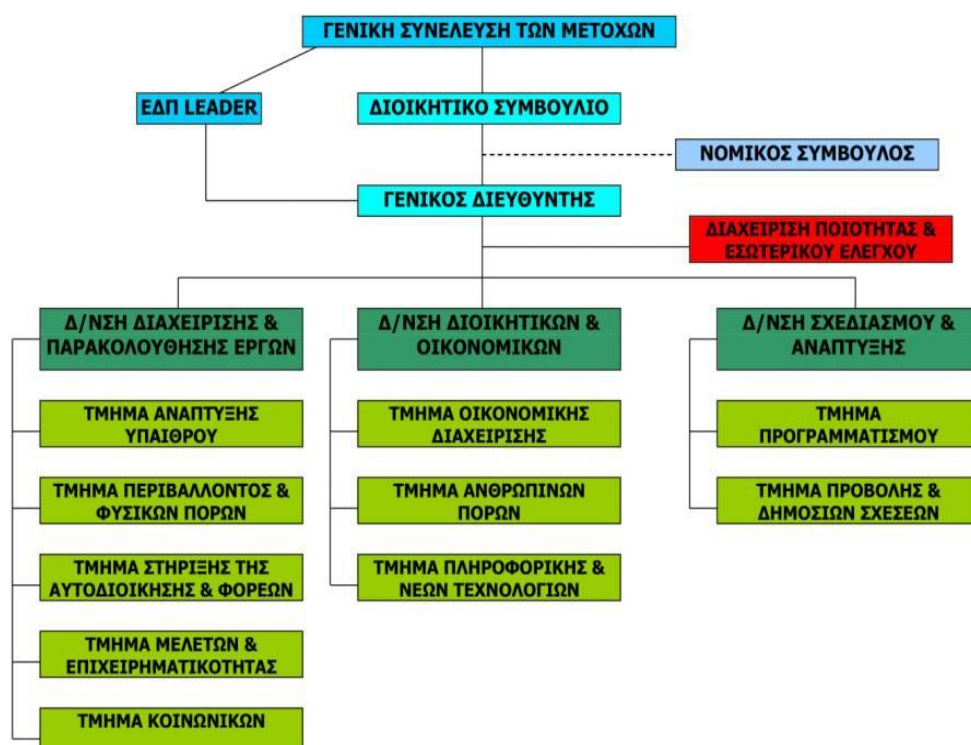 ΓΕΝΙΚΗ ΣΥΝΕΛΕΥΣΗ ΤΩΝ ΜΕΤΟΧΩΝ
ΕΔΠ LEADER
ΔΙΟΙΚΗΤΙΚΟ ΣΥΜΒΟΥΛΙΟ
ΝΟΜΙΚΟΣ ΣΥΜΒΟΥΛΟΣ
ΓΕΝΙΚΟΣ ΔΙΕΥΘΥΝΤΗΣ
ΔΙΑΧΕΙΡΙΣΗ ΠΟΙΟΤΗΤΑΣ &
ΕΣΩΤΕΡΙΚΟΥ ΕΛΕΓΧΟΥ
Δ/ΝΣΗ ΔΙΑΧΕΙΡΙΣΗΣ &
ΠΑΡΑΚΟΛΟΥΘΗΣΗΣ ΕΡΓΩΝ
ΤΜΗΜΑ ΑΝΑΠΤΥΞΗΣ
ΥΠΑΙΘΡΟΥ
ΤΜΗΜΑ ΠΕΡΙΒΑΛΛΟΝΤΟΣ &
ΦΥΣΙΚΩΝ ΠΟΡΩΝ
ΤΜΗΜΑ ΣΤΗΡΙΞΗΣ ΤΗΣ
ΑΥΤΟΔΙΟΙΚΗΣΗΣ & ΦΟΡΕΩΝ
ΤΜΗΜΑ ΜΕΛΕΤΩΝ &
ΕΠΙΧΕΙΡΗΜΑΤΙΚΟΤΗΤΑΣ
ΤΜΗΜΑ ΚΟΙΝΩΝΙΚΩΝ
Δ/ΝΣΗ ΔΙΟΙΚΗΤΙΚΩΝ &
ΟΙΚΟΝΟΜΙΚΩΝ
ΤΜΗΜΑ ΟΙΚΟΝΟΜΙΚΗΣ
ΔΙΑΧΕΙΡΙΣΗΣ
ΤΜΗΜΑ ΑΝΘΡΩΠΙΝΩΝ
ΠΟΡΩΝ
ΤΜΗΜΑ ΠΛΗΡΟΦΟΡΙΚΗΣ &
ΝΕΩΝ ΤΕΧΝΟΛΟΓΙΩΝ
Δ/ΝΣΗ ΣΧΕΔΙΑΣΜΟΥ &
ΑΝΑΠΤΥΞΗΣ
ΤΜΗΜΑ
ΠΡΟΓΡΑΜΜΑΤΙΣΜΟΥ
ΤΜΗΜΑ ΠΡΟΒΟΛΗΣ &
ΔΗΜΟΣΙΩΝ ΣΧΕΣΕΩΝ